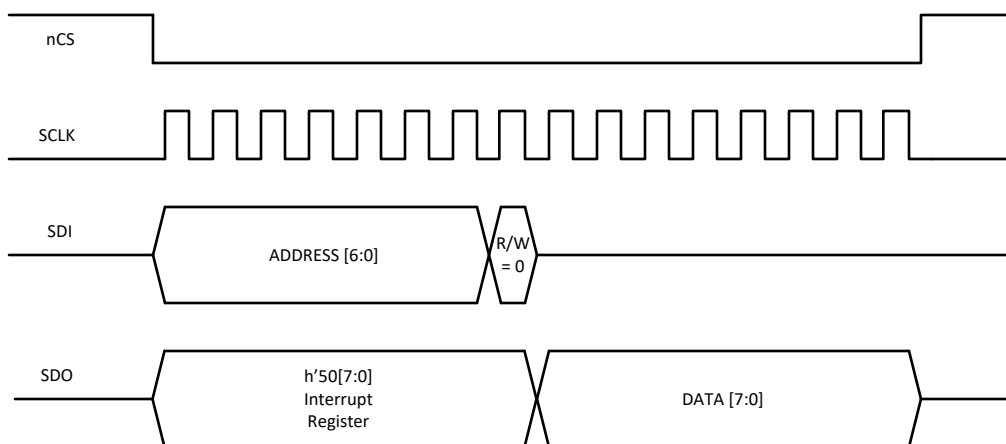 nCS
SCLK
SDI
ADDRESS [6:0]
R/W
= 0
SDO
h’50[7:0]
Interrupt
Register
DATA [7:0]